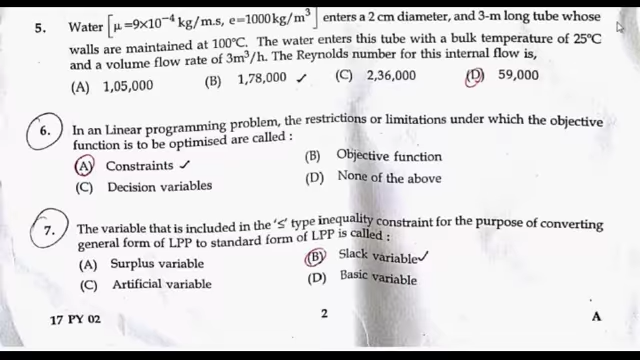 5. Water [μ=9×10⁻⁴ kg/m.s, e=1000kg/m³] enters a 2 cm diameter, and 3-m long tube whose
walls are maintained at 100°C. The water enters this tube with a bulk temperature of 25°C
and a volume flow rate of 3m³/h. The Reynolds number for this internal flow is,
(A) 1,05,000 (B) 1,78,000 ✓ (C) 2,36,000 (D) 59,000
6. In an Linear programming problem, the restrictions or limitations under which the objective
function is to be optimised are called :
(A) Constraints ✓ (B) Objective function
(C) Decision variables (D) None of the above
7. The variable that is included in the '≤' type inequality constraint for the purpose of converting
general form of LPP to standard form of LPP is called :
(A) Surplus variable (B) Slack variable ✓
(C) Artificial variable (D) Basic variable
17 PY 02 2 A